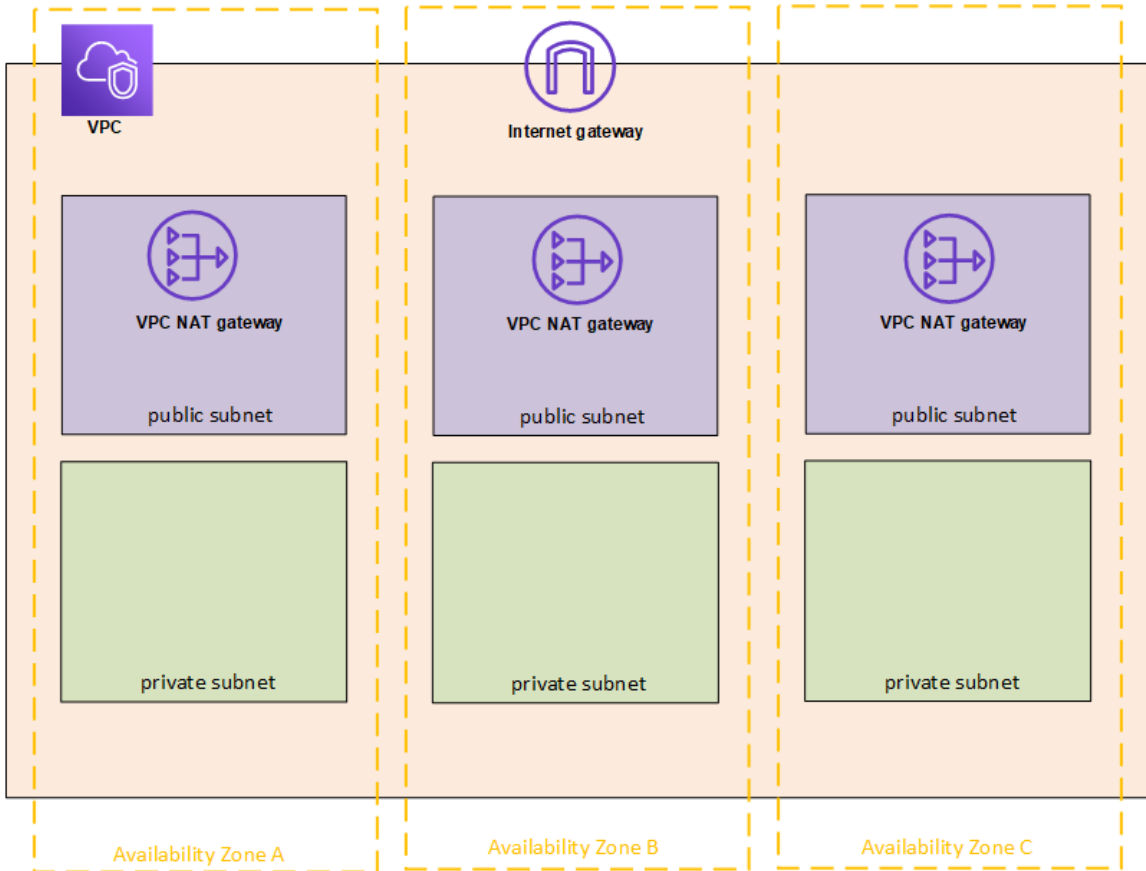 VPC
Internet gateway
VPC NAT gateway
VPC NAT gateway
VPC NAT gateway
public subnet
public subnet
public subnet
private subnet
private subnet
private subnet
Availability Zone A
Availability Zone B
Availability Zone C